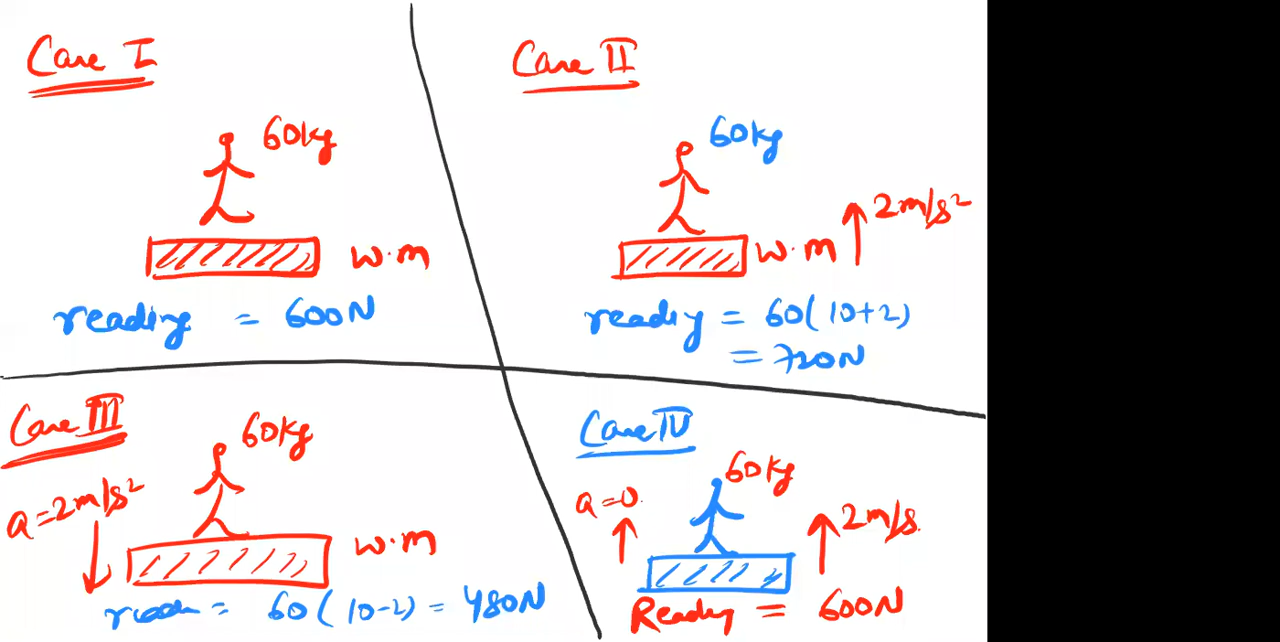 Case I
60kg
W.m
reading = 600N
Case II
60kg
2m/s²
W.m
reading = 60(10+2)
= 720N
Case III
60kg
a=2m/s²
W.m
60(10-2) = 480N
Case IV
60kg
a=0
2m/s
Reading = 600N